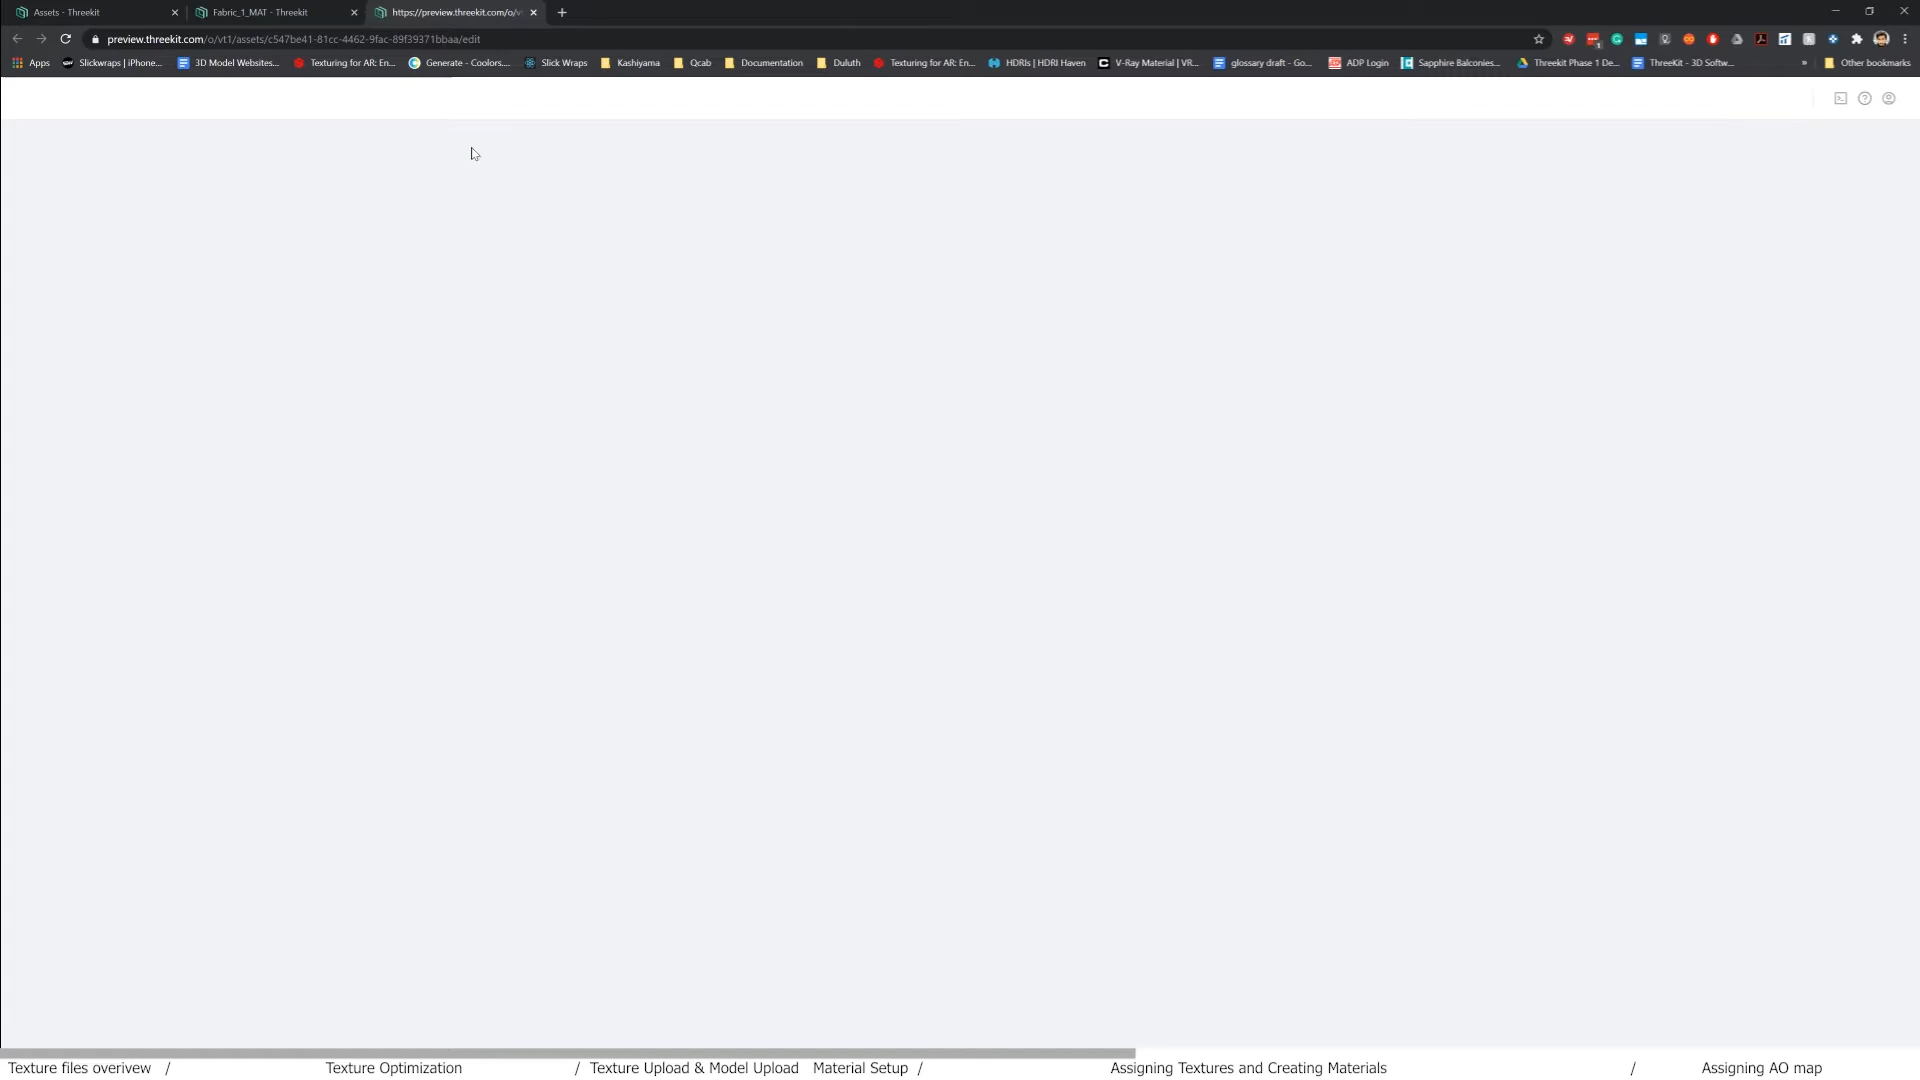 Assets - Threekit
Fabric_1_MAT - Threekit
https://preview.threekit.com/o/v
preview.threekit.com/o/vt1/assets/c547be41-81cc-4462-9fac-89f39371bbaa/edit
Apps Slickwraps | iPhone... 3D Model Websites... Texturing for AR: En... Generate - Coolors.... Slick Wraps Kashiyama Qcab Documentation Duluth Texturing for AR: En... HDRIs | HDRI Haven V-Ray Material | VR... glossary draft - Go... ADP Login Sapphire Balconies... Threekit Phase 1 De... ThreeKit - 3D Softw... » Other bookmarks
Texture files overivew / Texture Optimization / Texture Upload & Model Upload Material Setup / Assigning Textures and Creating Materials / Assigning AO map